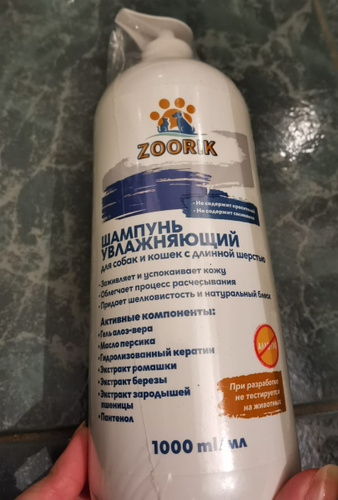 ZOORIK
- Не содержит красителей
- Не содержит силиконов
ШАМПУНЬ
УВЛАЖНЯЮЩИЙ
для собак и кошек с длинной шерстью
- Заживляет и успокаивает кожу
- Облегчает процесс расчесывания
- Придает шелковистость и натуральный блеск
Активные компоненты:
• Гель алоэ-вера
• Масло персика
• Гидролизованный кератин
• Экстракт ромашки
• Экстракт березы
• Экстракт зародышей
пшеницы
• Пантенол
При разработке
не тестируется
на животных
1000 ml/мл